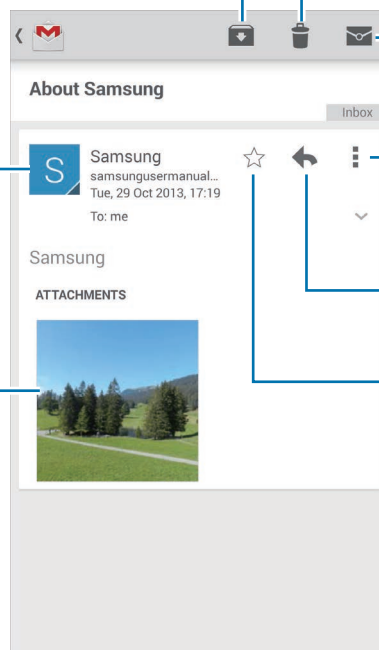 About Samsung
Inbox
S
Samsung
samsungusermanual...
Tue, 29 Oct 2013, 17:19
To: me
Samsung
ATTACHMENTS